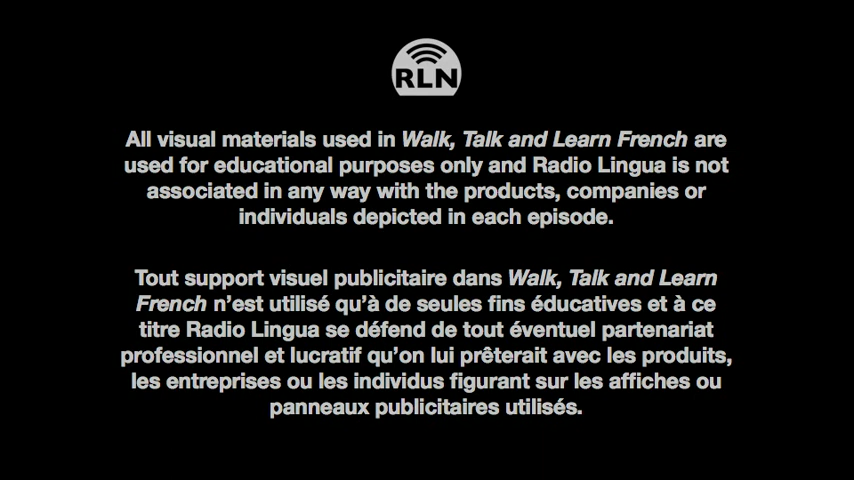 RLN
All visual materials used in Walk, Talk and Learn French are
used for educational purposes only and Radio Lingua is not
associated in any way with the products, companies or
individuals depicted in each episode.
Tout support visuel publicitaire dans Walk, Talk and Learn
French n'est utilisé qu'à de seules fins éducatives et à ce
titre Radio Lingua se défend de tout éventuel partenariat
professionnel et lucratif qu'on lui prêterait avec les produits,
les entreprises ou les individus figurant sur les affiches ou
panneaux publicitaires utilisés.